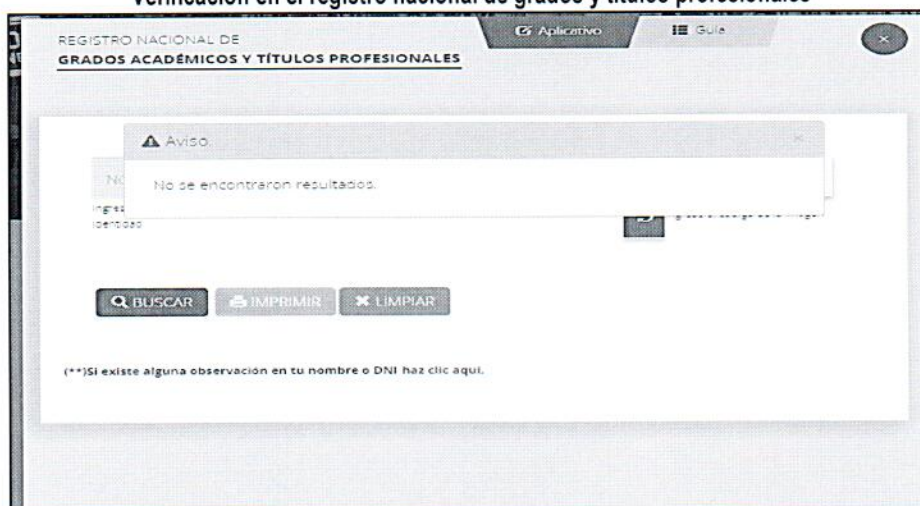 Verificación en el registro nacional de grados y títulos profesionales
REGISTRO NACIONAL DE
GRADOS ACADÉMICOS Y TÍTULOS PROFESIONALES
Aplicativo
Guía
Aviso
No se encontraron resultados.
identidad
BUSCAR
IMPRIMIR
LIMPIAR
(**)Si existe alguna observación en tu nombre o DNI haz clic aquí.